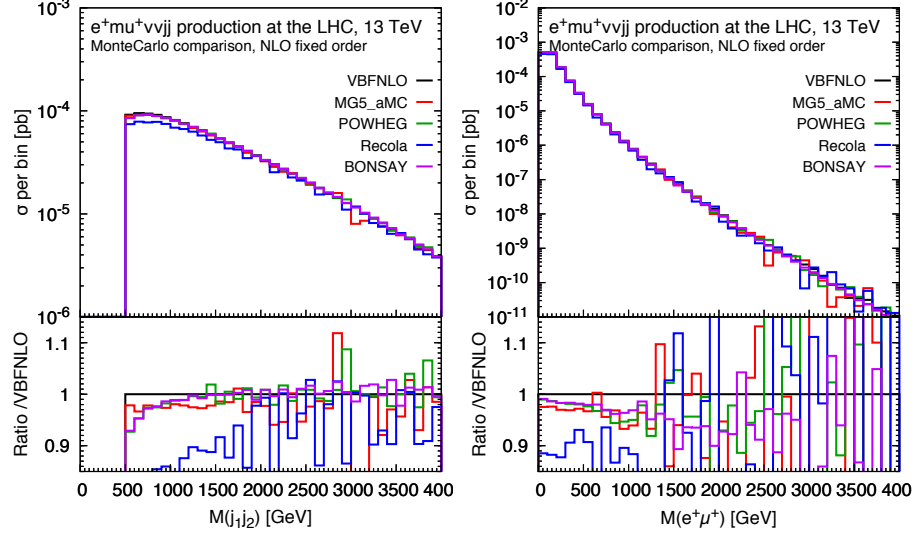 e⁺mu⁺vvjj production at the LHC, 13 TeV
MonteCarlo comparison, NLO fixed order
VBFNLO
MG5_aMC
POWHEG
Recola
BONSAY
σ per bin [pb]
10⁻⁴
10⁻⁵
10⁻⁶
Ratio /VBFNLO
1.1
1
0.9
0 500 1000 1500 2000 2500 3000 3500 400
M(j₁j₂) [GeV]
e⁺mu⁺vvjj production at the LHC, 13 TeV
MonteCarlo comparison, NLO fixed order
VBFNLO
MG5_aMC
POWHEG
Recola
BONSAY
σ per bin [pb]
10⁻³
10⁻⁴
10⁻⁵
10⁻⁶
10⁻⁷
10⁻⁸
10⁻⁹
10⁻¹⁰
10⁻¹¹
Ratio /VBFNLO
1.1
1
0.9
0 500 1000 1500 2000 2500 3000 3500 400
M(e⁺μ⁺) [GeV]